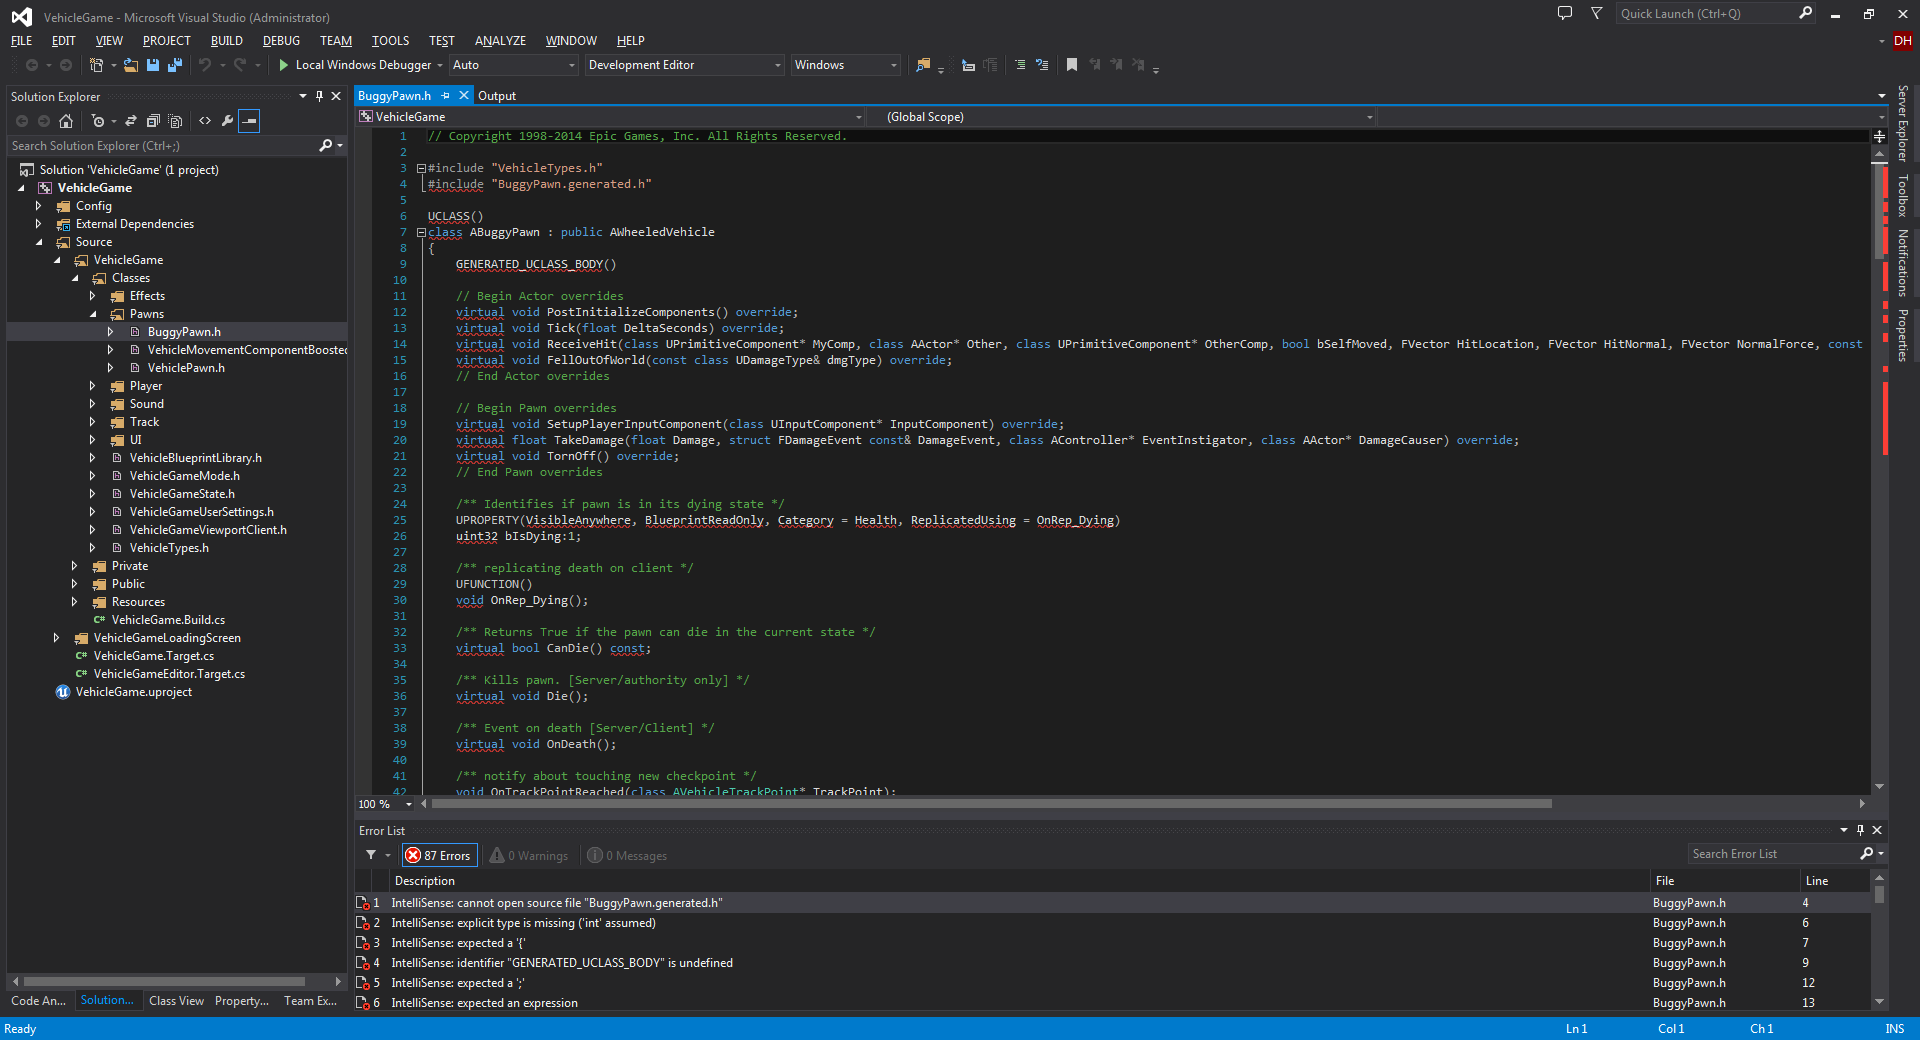 VehicleGame - Microsoft Visual Studio (Administrator)
Quick Launch (Ctrl+Q)
FILE EDIT VIEW PROJECT BUILD DEBUG TEAM TOOLS TEST ANALYZE WINDOW HELP
DH
Local Windows Debugger Auto Development Editor Windows
Solution Explorer
Search Solution Explorer (Ctrl+;)
Solution 'VehicleGame' (1 project)
VehicleGame
Config
External Dependencies
Source
VehicleGame
Classes
Effects
Pawns
BuggyPawn.h
VehicleMovementComponentBoosted
VehiclePawn.h
Player
Sound
Track
UI
VehicleBlueprintLibrary.h
VehicleGameMode.h
VehicleGameState.h
VehicleGameUserSettings.h
VehicleGameViewportClient.h
VehicleTypes.h
Private
Public
Resources
C# VehicleGame.Build.cs
VehicleGameLoadingScreen
C# VehicleGame.Target.cs
C# VehicleGameEditor.Target.cs
VehicleGame.uproject
Code An... Solution... Class View Property... Team Ex...
BuggyPawn.h Output
VehicleGame (Global Scope)
1 // Copyright 1998-2014 Epic Games, Inc. All Rights Reserved.
2
3 #include "VehicleTypes.h"
4 #include "BuggyPawn.generated.h"
5
6 UCLASS()
7 class ABuggyPawn : public AWheeledVehicle
8 {
9 GENERATED_UCLASS_BODY()
10
11 // Begin Actor overrides
12 virtual void PostInitializeComponents() override;
13 virtual void Tick(float DeltaSeconds) override;
14 virtual void ReceiveHit(class UPrimitiveComponent* MyComp, class AActor* Other, class UPrimitiveComponent* OtherComp, bool bSelfMoved, FVector HitLocation, FVector HitNormal, FVector NormalForce, const
15 virtual void FellOutOfWorld(const class UDamageType& dmgType) override;
16 // End Actor overrides
17
18 // Begin Pawn overrides
19 virtual void SetupPlayerInputComponent(class UInputComponent* InputComponent) override;
20 virtual float TakeDamage(float Damage, struct FDamageEvent const& DamageEvent, class AController* EventInstigator, class AActor* DamageCauser) override;
21 virtual void TornOff() override;
22 // End Pawn overrides
23
24 /** Identifies if pawn is in its dying state */
25 UPROPERTY(VisibleAnywhere, BlueprintReadOnly, Category = Health, ReplicatedUsing = OnRep_Dying)
26 uint32 bIsDying:1;
27
28 /** replicating death on client */
29 UFUNCTION()
30 void OnRep_Dying();
31
32 /** Returns True if the pawn can die in the current state */
33 virtual bool CanDie() const;
34
35 /** Kills pawn. [Server/authority only] */
36 virtual void Die();
37
38 /** Event on death [Server/Client] */
39 virtual void OnDeath();
40
41 /** notify about touching new checkpoint */
42 void OnTrackPointReached(class AVehicleTrackPoint* TrackPoint);
100 %
Server Explorer
Toolbox
Notifications
Properties
Error List
87 Errors 0 Warnings 0 Messages
Search Error List
Description File Line
1 IntelliSense: cannot open source file "BuggyPawn.generated.h" BuggyPawn.h 4
2 IntelliSense: explicit type is missing ('int' assumed) BuggyPawn.h 6
3 IntelliSense: expected a '{' BuggyPawn.h 7
4 IntelliSense: identifier "GENERATED_UCLASS_BODY" is undefined BuggyPawn.h 9
5 IntelliSense: expected a ';' BuggyPawn.h 12
6 IntelliSense: expected an expression BuggyPawn.h 13
Ready Ln 1 Col 1 Ch 1 INS